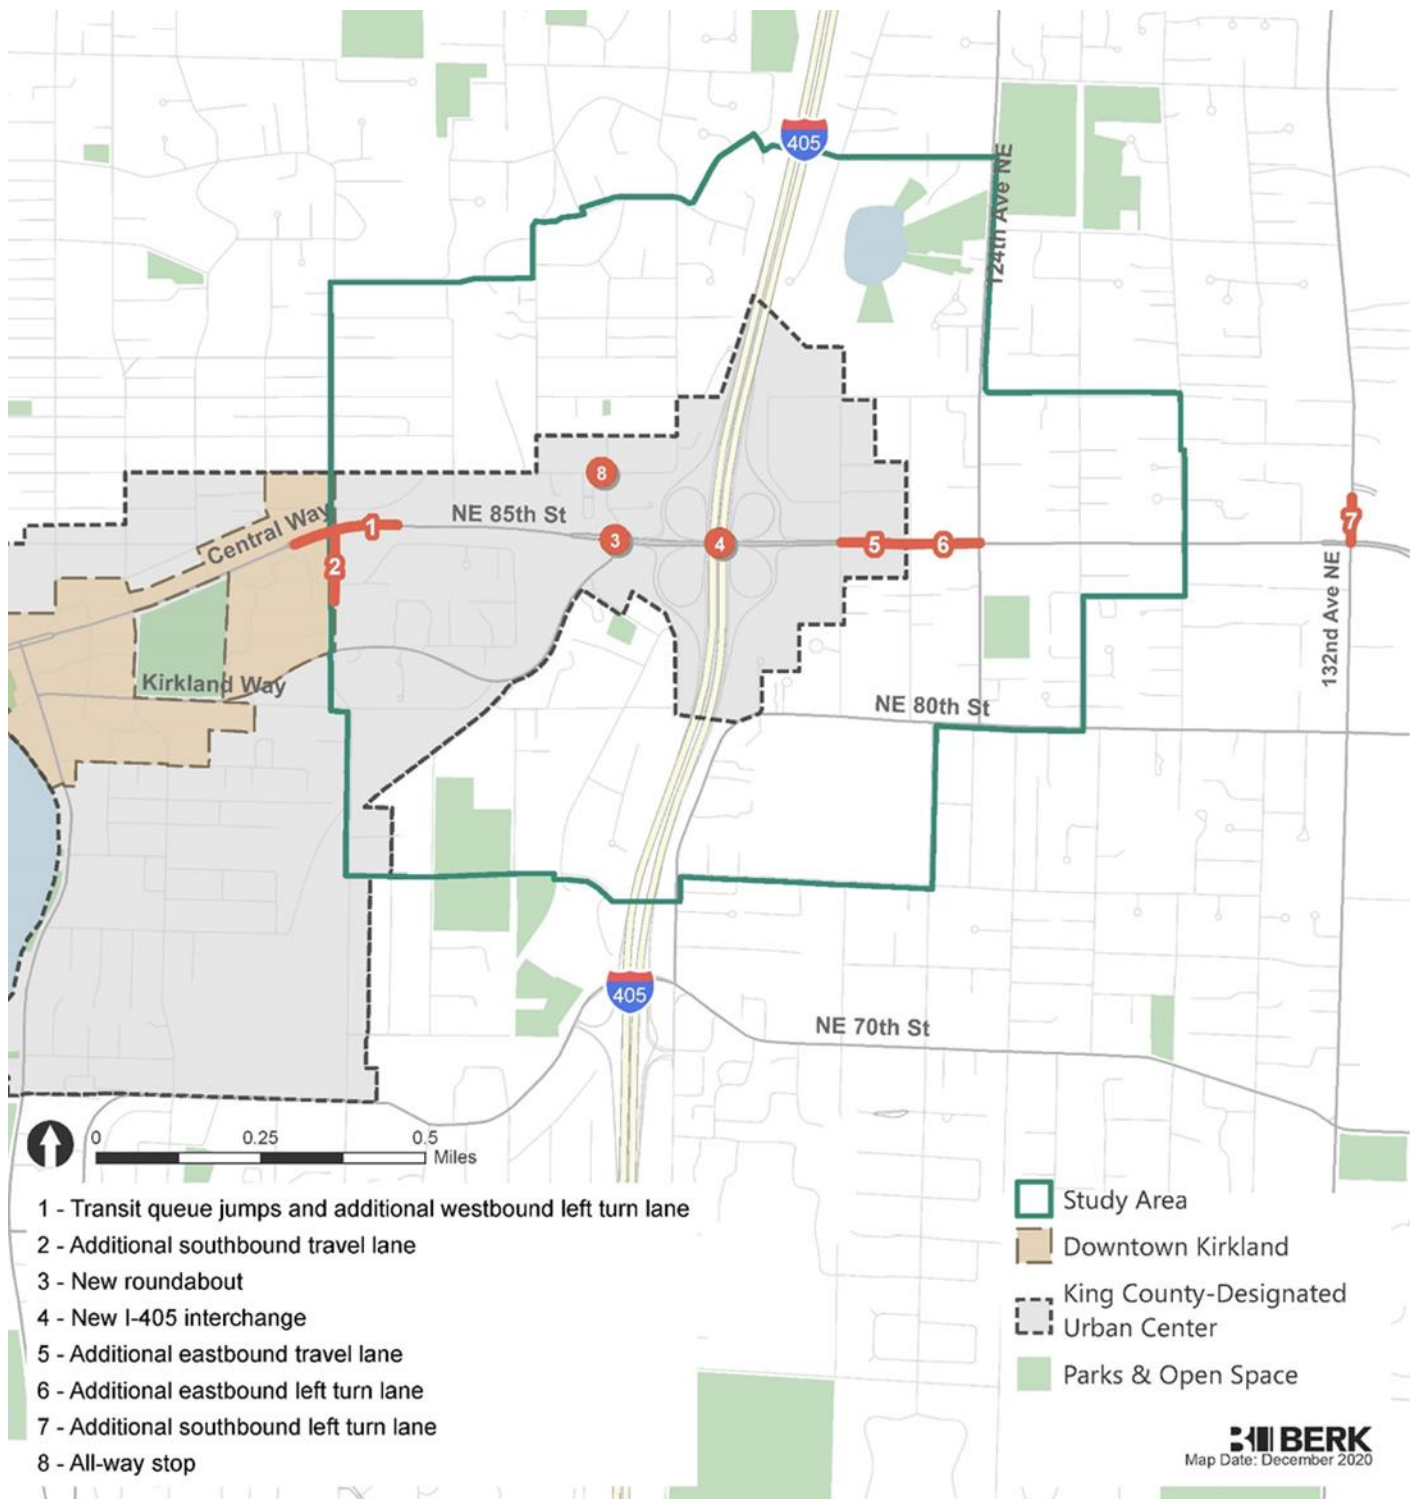 405
124th Ave NE
8
NE 85th St
Central Way
1
2
3
4
5
6
7
132nd Ave NE
Kirkland Way
NE 80th St
405
NE 70th St
0 0.25 0.5
Miles
1 - Transit queue jumps and additional westbound left turn lane
2 - Additional southbound travel lane
3 - New roundabout
4 - New I-405 interchange
5 - Additional eastbound travel lane
6 - Additional eastbound left turn lane
7 - Additional southbound left turn lane
8 - All-way stop
Study Area
Downtown Kirkland
King County-Designated
Urban Center
Parks & Open Space
BERK
Map Date: December 2020